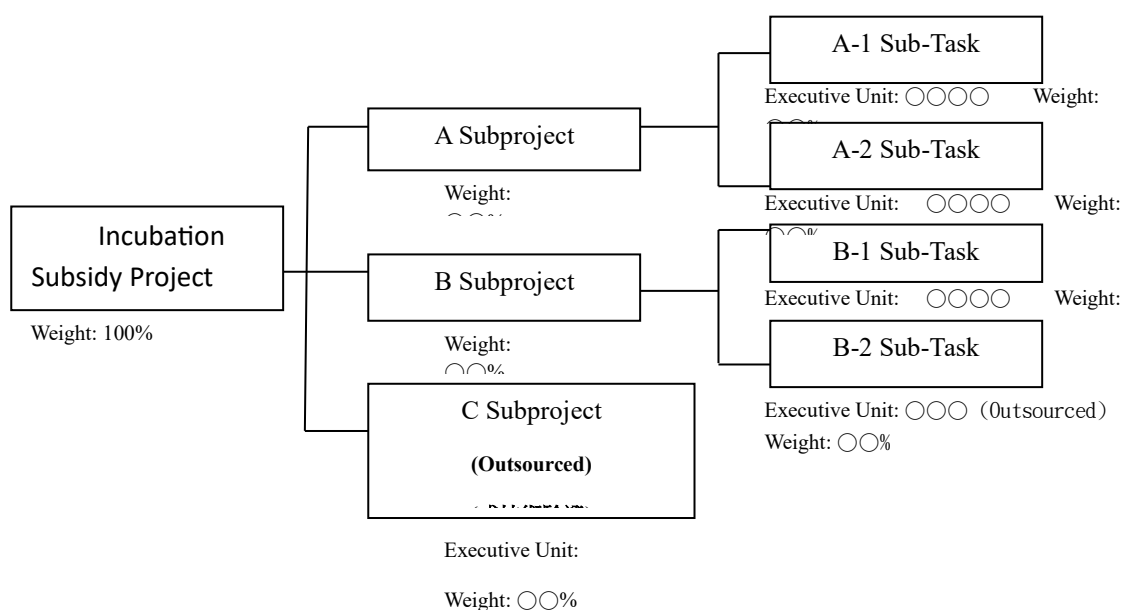 Incubation
Subsidy Project
Weight: 100%
A Subproject
Weight:
B Subproject
Weight:
○○%
C Subproject
(Outsourced)
Executive Unit:
Weight: ○○%
A-1 Sub-Task
Executive Unit: ○○○○ Weight:
A-2 Sub-Task
Executive Unit: ○○○○ Weight:
B-1 Sub-Task
Executive Unit: ○○○○ Weight:
B-2 Sub-Task
Executive Unit: ○○○ (Outsourced)
Weight: ○○%